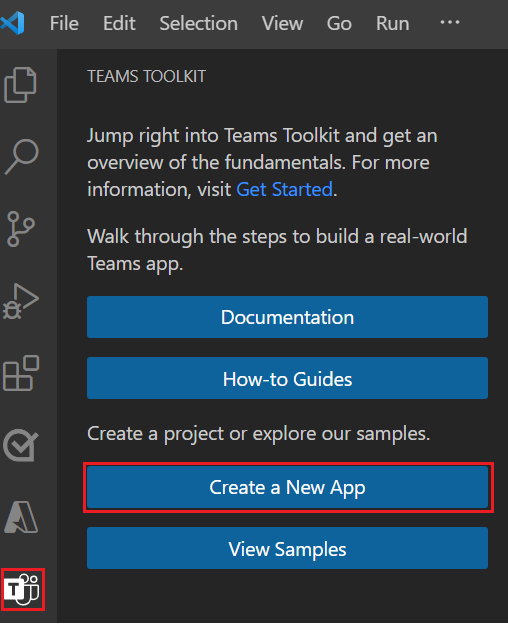 File Edit Selection View Go Run ...
TEAMS TOOLKIT
Jump right into Teams Toolkit and get an
overview of the fundamentals. For more
information, visit Get Started.
Walk through the steps to build a real-world
Teams app.
Documentation
How-to Guides
Create a project or explore our samples.
Create a New App
View Samples
T